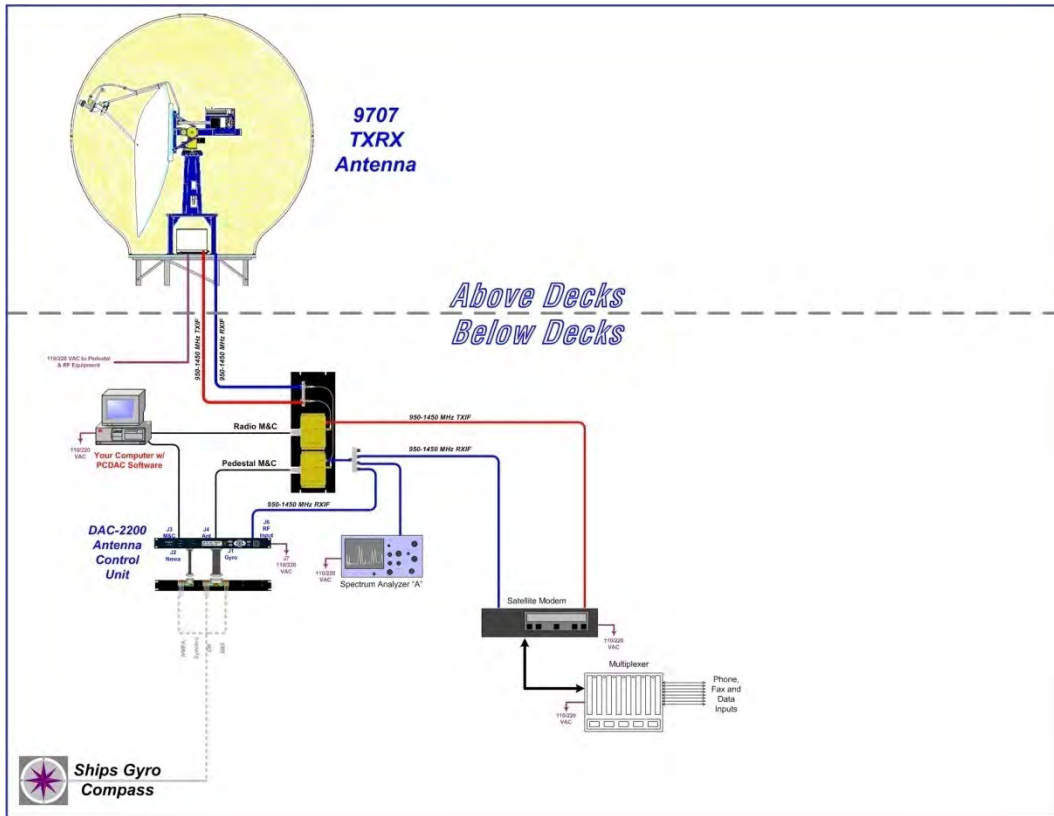 9707
TXRX
Antenna
Above Decks
Below Decks
950-1450 MHz TXIF
950-1450 MHz RXIF
110/220 VAC to Pedestal
& RF Equipment
Radio M&C
950-1450 MHz TXIF
110/220
VAC
Your Computer w/
PCDAC Software
Pedestal M&C
950-1450 MHz RXIF
950-1450 MHz RXIF
DAC-2200
Antenna
Control
Unit
J3
M&C
J4
Ant
J6
RF
Input
J2
Nmea
J1
Gyro
J7
110/220
VAC
110/220
VAC
Spectrum Analyzer "A"
Satellite Modem
110/220
VAC
NMEA
Synchro
OR
SBS
Multiplexer
110/220
VAC
Phone,
Fax and
Data
Inputs
Ships Gyro
Compass